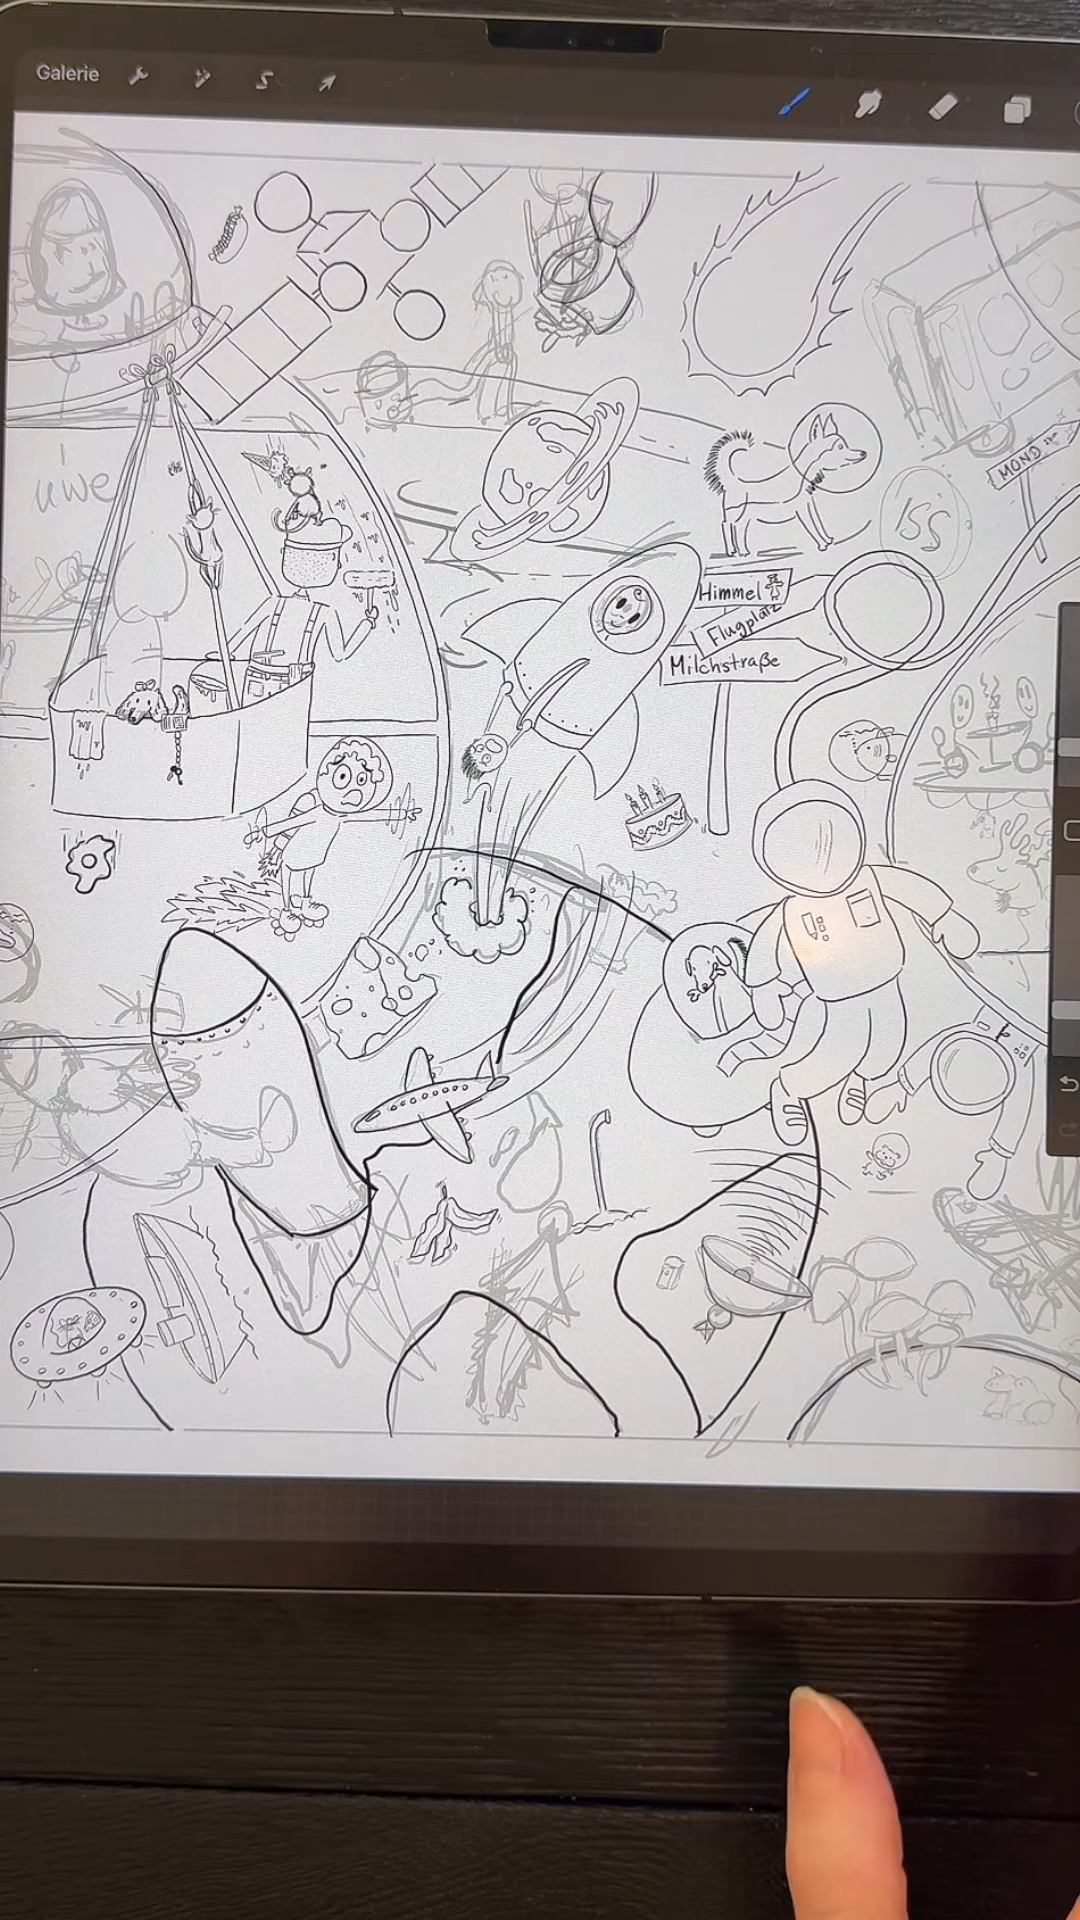 Galerie
MOND
uwe
ISS
Himmel
Flugplatz
Milchstraße